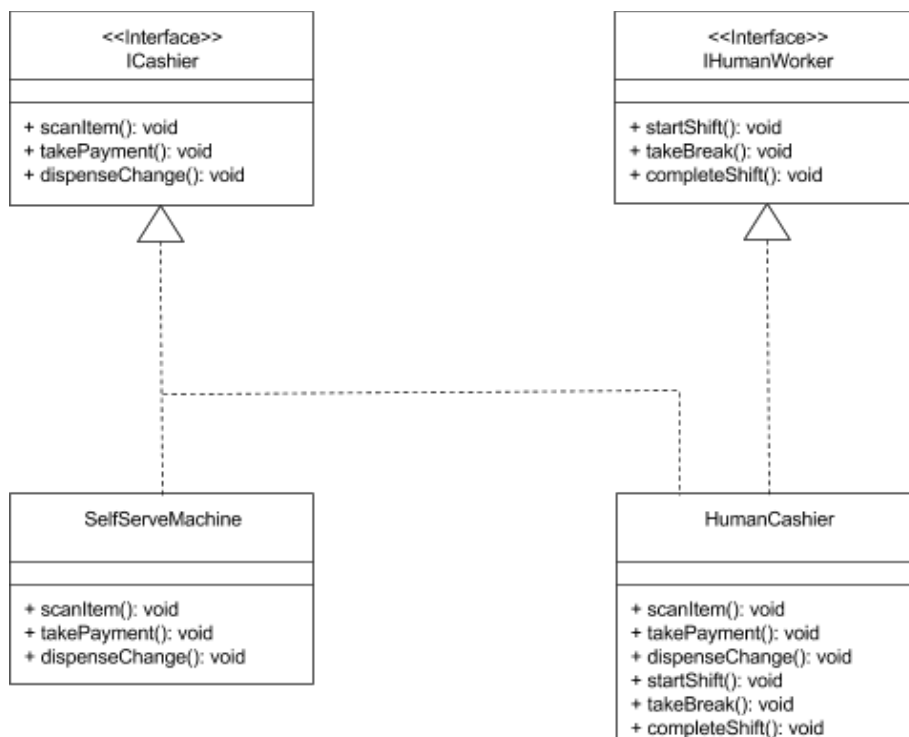 <<Interface>>
ICashier
+ scanItem(): void
+ takePayment(): void
+ dispenseChange(): void
<<Interface>>
IHumanWorker
+ startShift(): void
+ takeBreak(): void
+ completeShift(): void
SelfServeMachine
+ scanItem(): void
+ takePayment(): void
+ dispenseChange(): void
HumanCashier
+ scanItem(): void
+ takePayment(): void
+ dispenseChange(): void
+ startShift(): void
+ takeBreak(): void
+ completeShift(): void